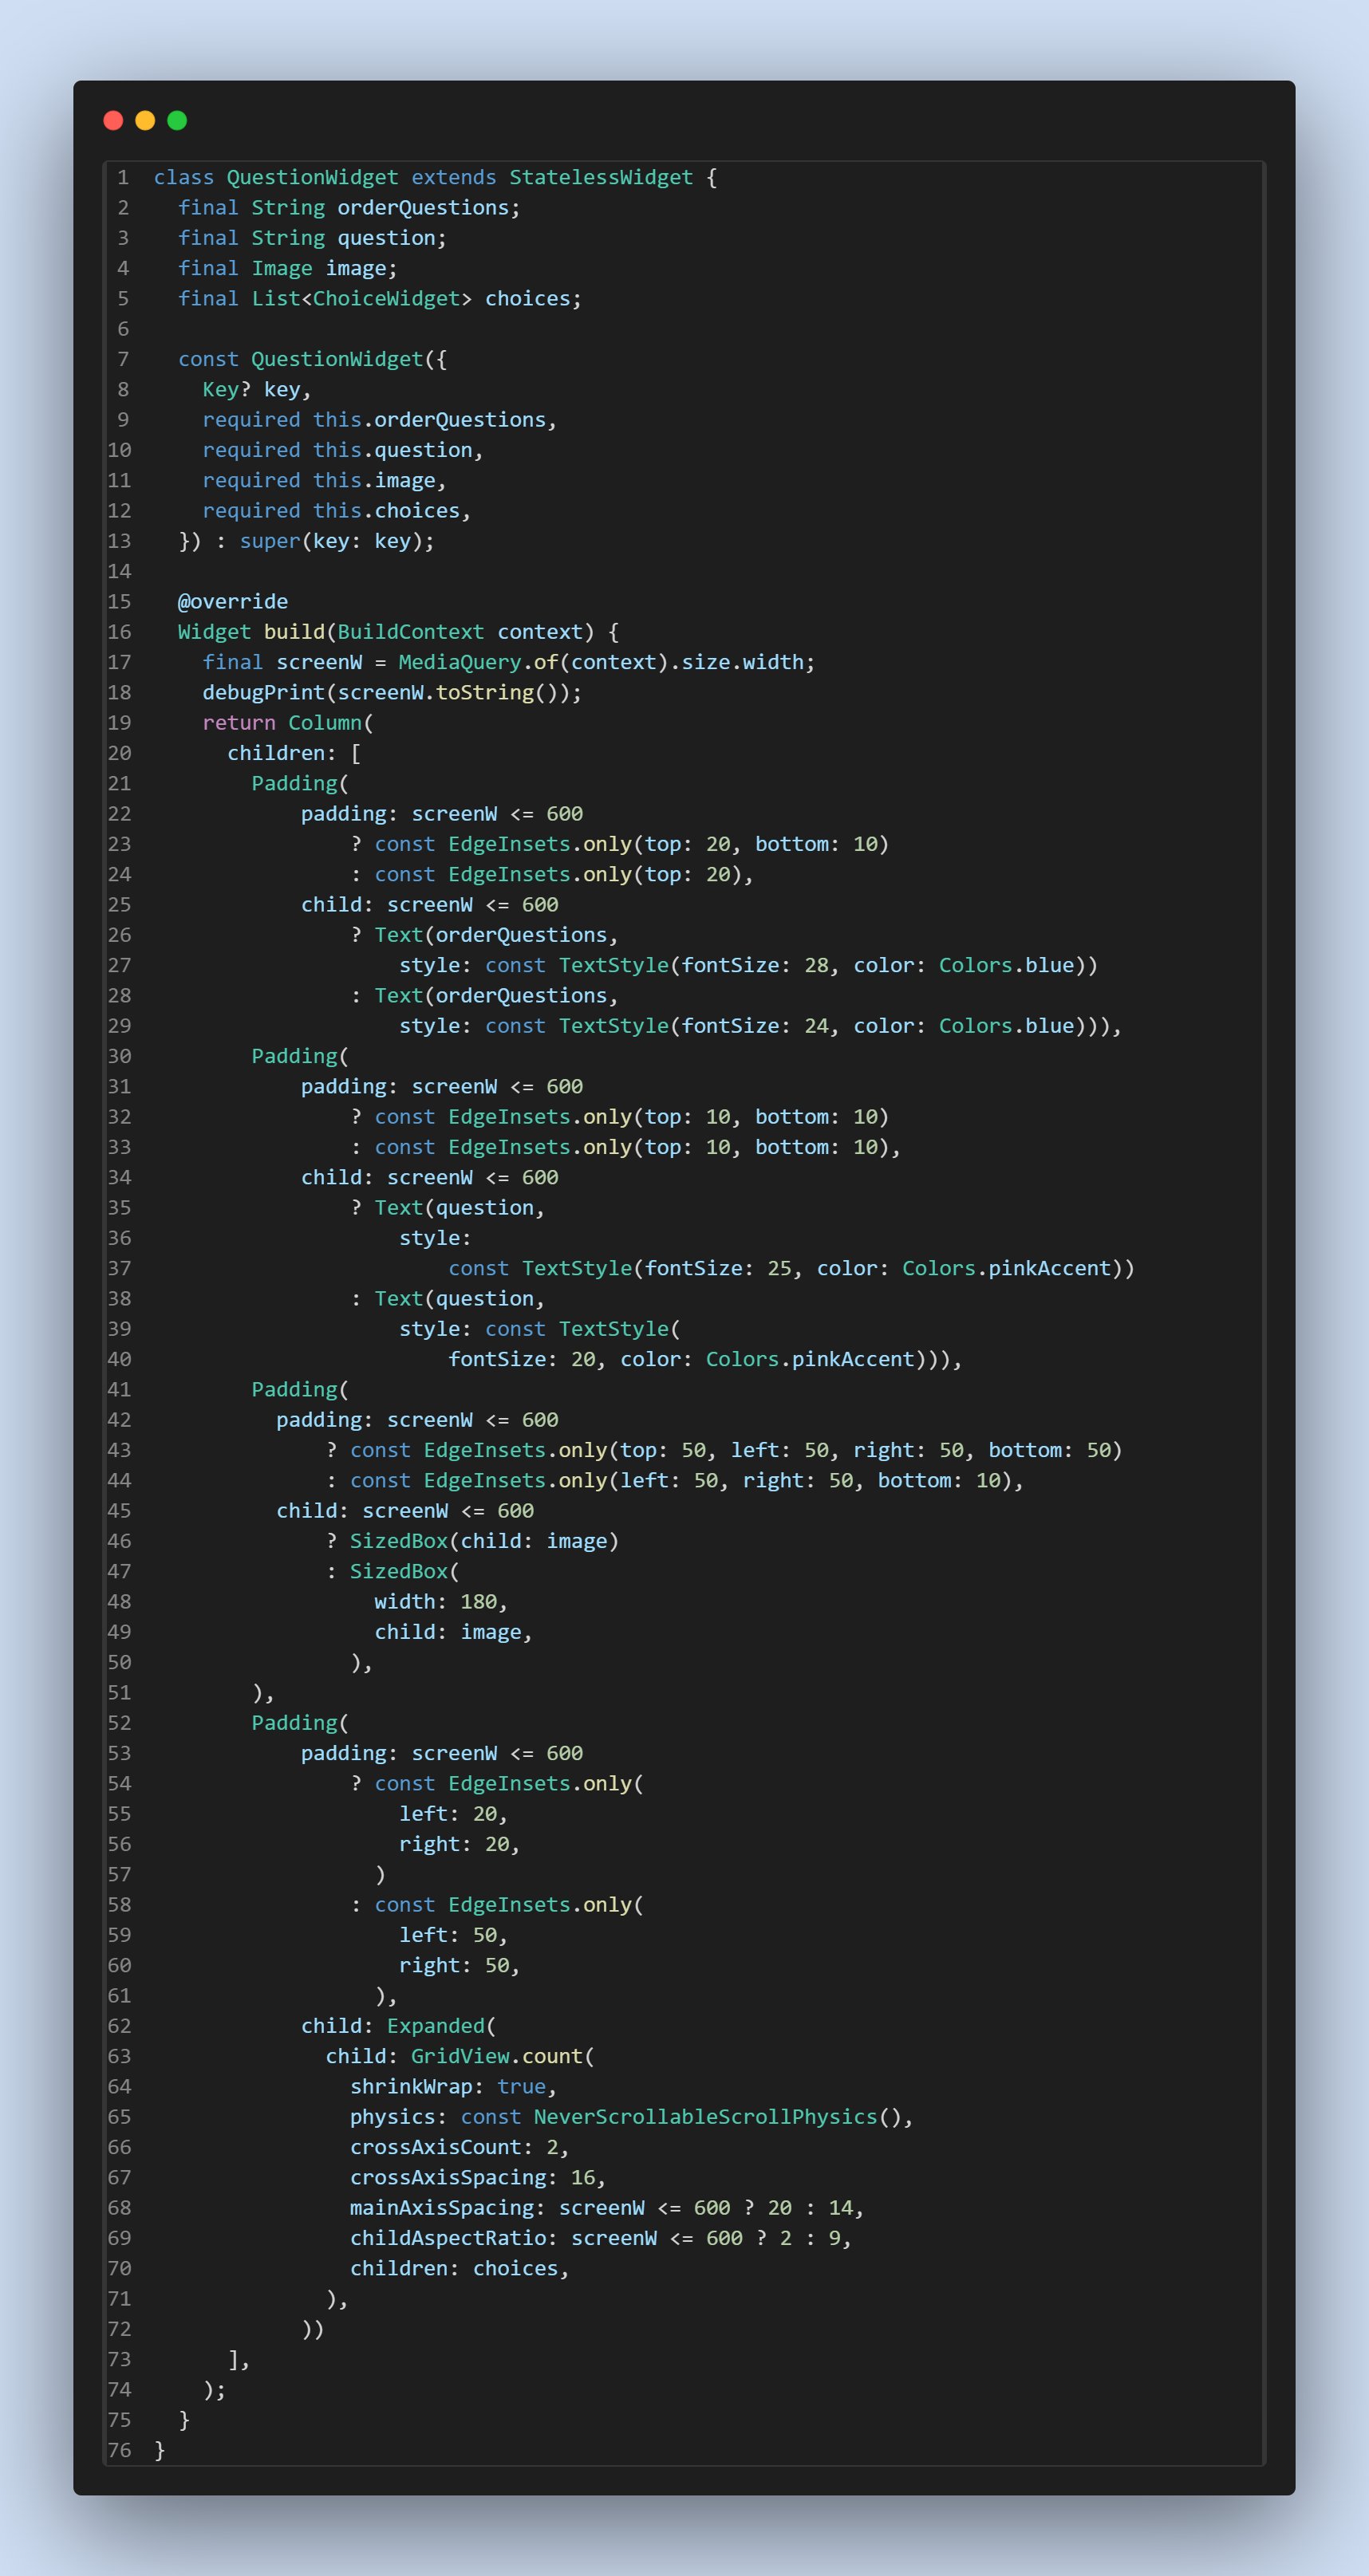 1 class QuestionWidget extends StatelessWidget {
2   final String orderQuestions;
3   final String question;
4   final Image image;
5   final List<ChoiceWidget> choices;
6
7   const QuestionWidget({
8     Key? key,
9     required this.orderQuestions,
10     required this.question,
11     required this.image,
12     required this.choices,
13   }) : super(key: key);
14
15   @override
16   Widget build(BuildContext context) {
17     final screenW = MediaQuery.of(context).size.width;
18     debugPrint(screenW.toString());
19     return Column(
20       children: [
21         Padding(
22             padding: screenW <= 600
23                 ? const EdgeInsets.only(top: 20, bottom: 10)
24                 : const EdgeInsets.only(top: 20),
25             child: screenW <= 600
26                 ? Text(orderQuestions,
27                     style: const TextStyle(fontSize: 28, color: Colors.blue))
28                 : Text(orderQuestions,
29                     style: const TextStyle(fontSize: 24, color: Colors.blue))),
30         Padding(
31             padding: screenW <= 600
32                 ? const EdgeInsets.only(top: 10, bottom: 10)
33                 : const EdgeInsets.only(top: 10, bottom: 10),
34             child: screenW <= 600
35                 ? Text(question,
36                     style:
37                         const TextStyle(fontSize: 25, color: Colors.pinkAccent))
38                 : Text(question,
39                     style: const TextStyle(
40                         fontSize: 20, color: Colors.pinkAccent))),
41         Padding(
42           padding: screenW <= 600
43               ? const EdgeInsets.only(top: 50, left: 50, right: 50, bottom: 50)
44               : const EdgeInsets.only(left: 50, right: 50, bottom: 10),
45           child: screenW <= 600
46               ? SizedBox(child: image)
47               : SizedBox(
48                   width: 180,
49                   child: image,
50                 ),
51         ),
52         Padding(
53             padding: screenW <= 600
54                 ? const EdgeInsets.only(
55                     left: 20,
56                     right: 20,
57                   )
58                 : const EdgeInsets.only(
59                     left: 50,
60                     right: 50,
61                   ),
62             child: Expanded(
63               child: GridView.count(
64                 shrinkWrap: true,
65                 physics: const NeverScrollableScrollPhysics(),
66                 crossAxisCount: 2,
67                 crossAxisSpacing: 16,
68                 mainAxisSpacing: screenW <= 600 ? 20 : 14,
69                 childAspectRatio: screenW <= 600 ? 2 : 9,
70                 children: choices,
71               ),
72             ))
73       ],
74     );
75   }
76 }